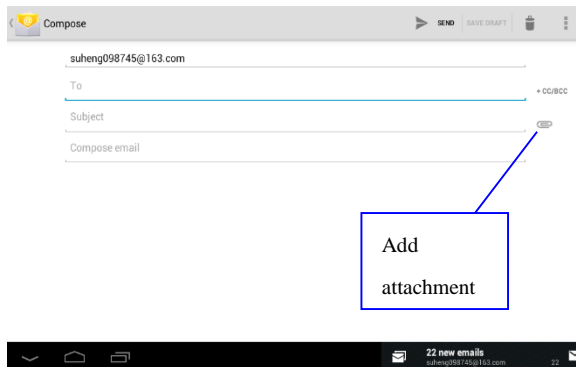 Compose
SEND SAVE DRAFT
suheng098745@163.com
To
+ CC/BCC
Subject
Compose email
Add
attachment
22 new emails
suheng098745@163.com 22